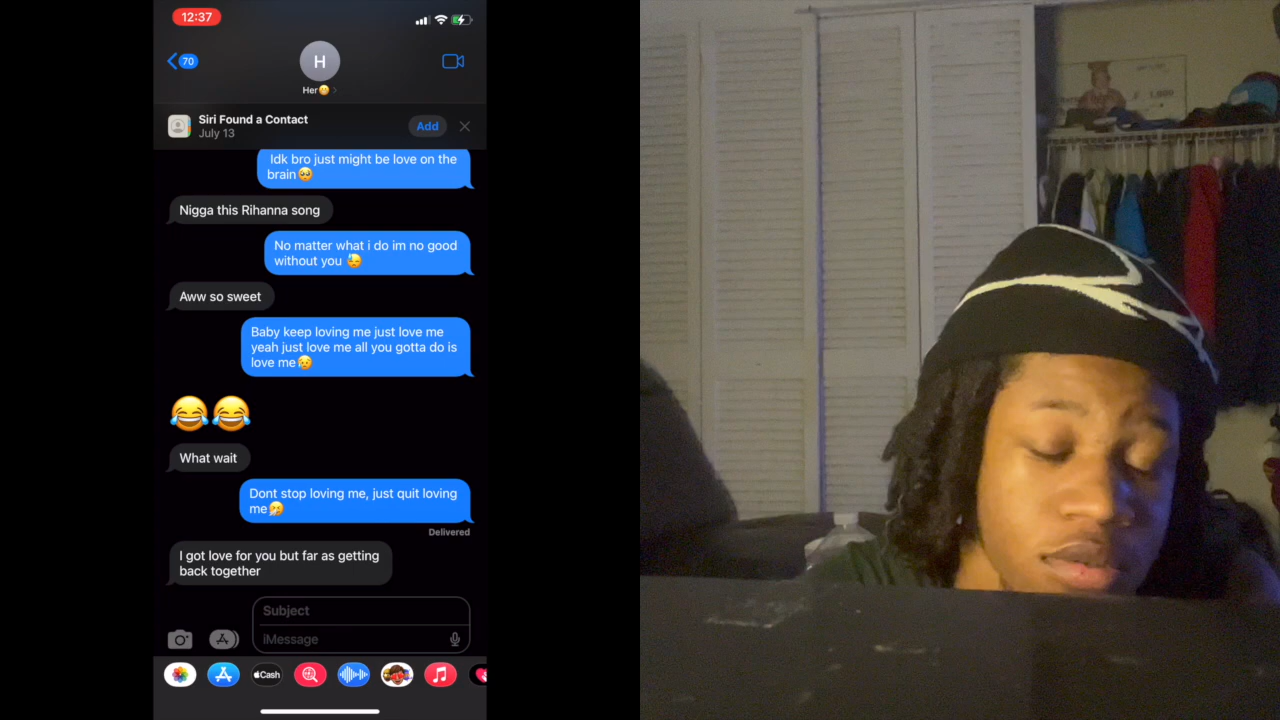 12:37
70
H
Her🤭
Siri Found a Contact
July 13
Add
Idk bro just might be love on the
brain🥺
Nigga this Rihanna song
No matter what i do im no good
without you 😓
Aww so sweet
Baby keep loving me just love me
yeah just love me all you gotta do is
love me😥
😂😂
What wait
Dont stop loving me, just quit loving
me🤧
Delivered
I got love for you but far as getting
back together
Subject
iMessage
Cash